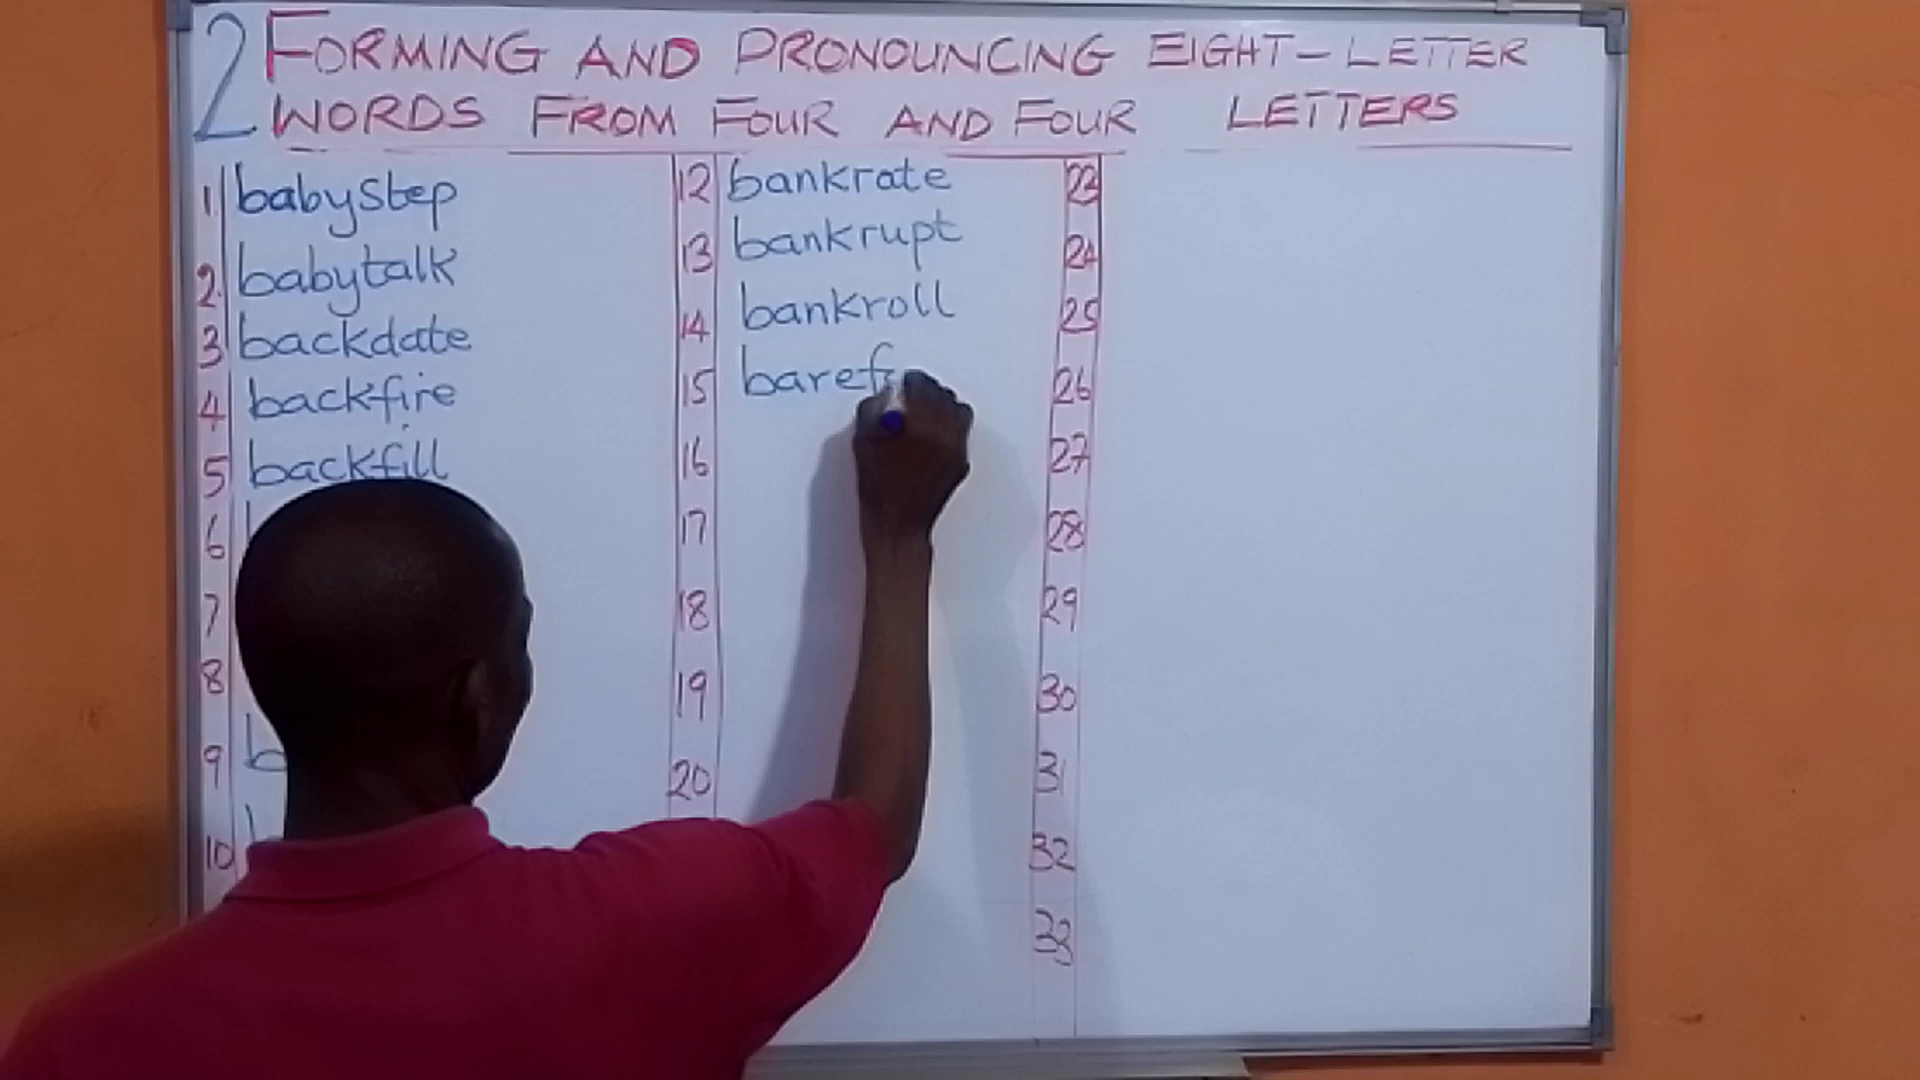 2 FORMING AND PRONOUNCING EIGHT-LETTER
WORDS FROM FOUR AND FOUR LETTERS
1 babystep
2. babytalk
3 backdate
4 backfire
5 backfill
6
7
8
9 b
10
12 bankrate
13 bankrupt
14 bankroll
15 baref
16
17
18
19
20
23
24
25
26
27
28
29
30
31
32
33